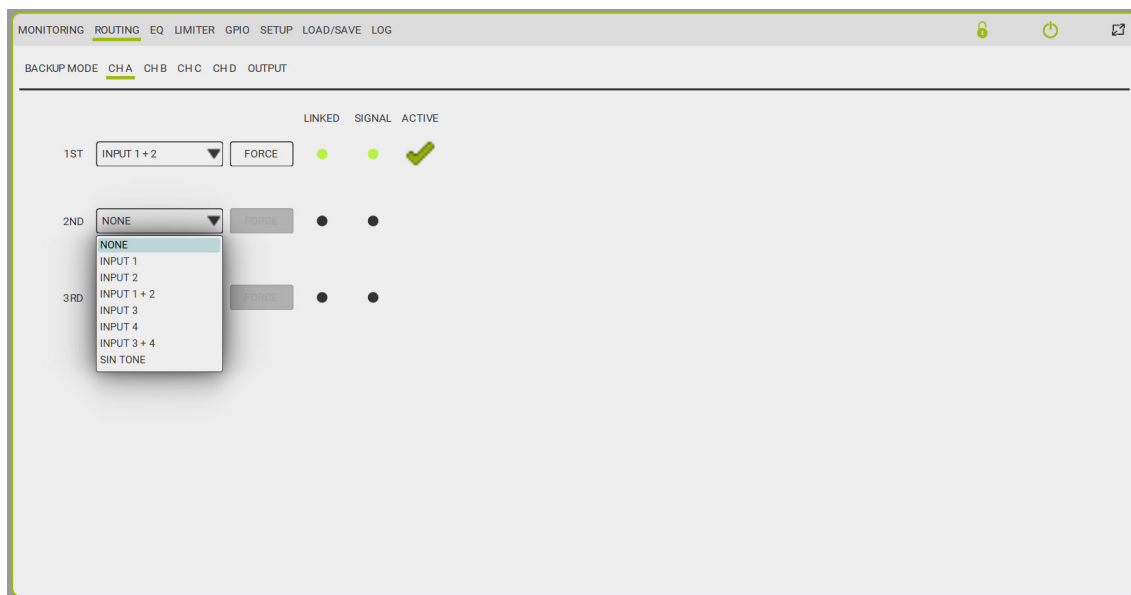 MONITORING ROUTING EQ LIMITER GPIO SETUP LOAD/SAVE LOG
BACKUP MODE CH A CH B CH C CH D OUTPUT
LINKED SIGNAL ACTIVE
1ST INPUT 1 + 2 FORCE
2ND NONE FORCE
NONE
INPUT 1
INPUT 2
3RD INPUT 1 + 2 FORCE
INPUT 3
INPUT 4
INPUT 3 + 4
SIN TONE